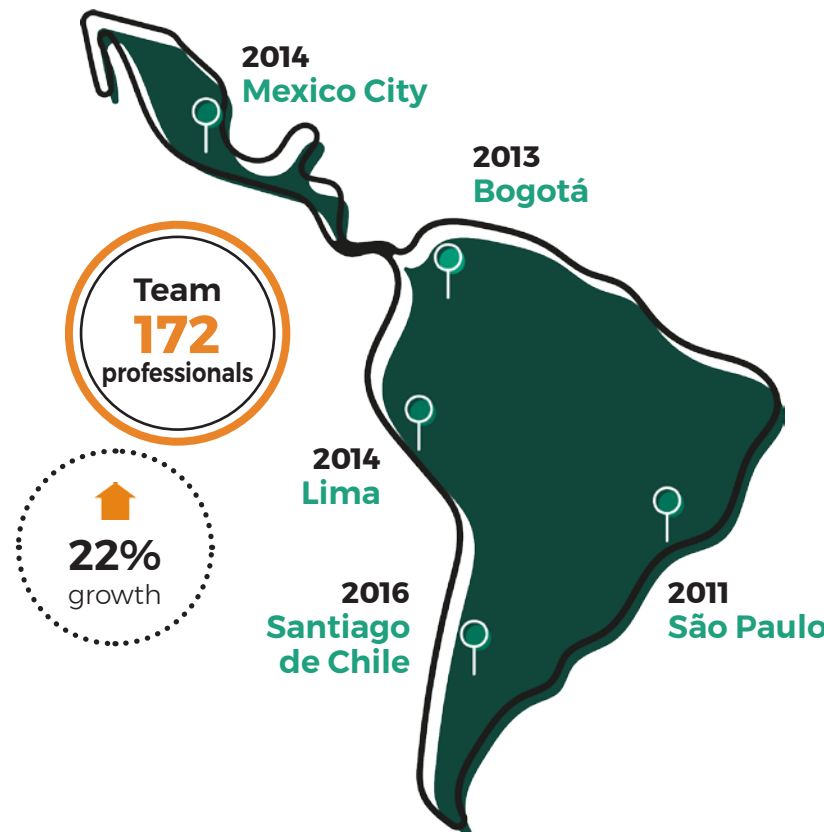 2014
Mexico City
2013
Bogotá
Team
172
professionals
2014
Lima
22%
growth
2016
Santiago
de Chile
2011
São Paulo